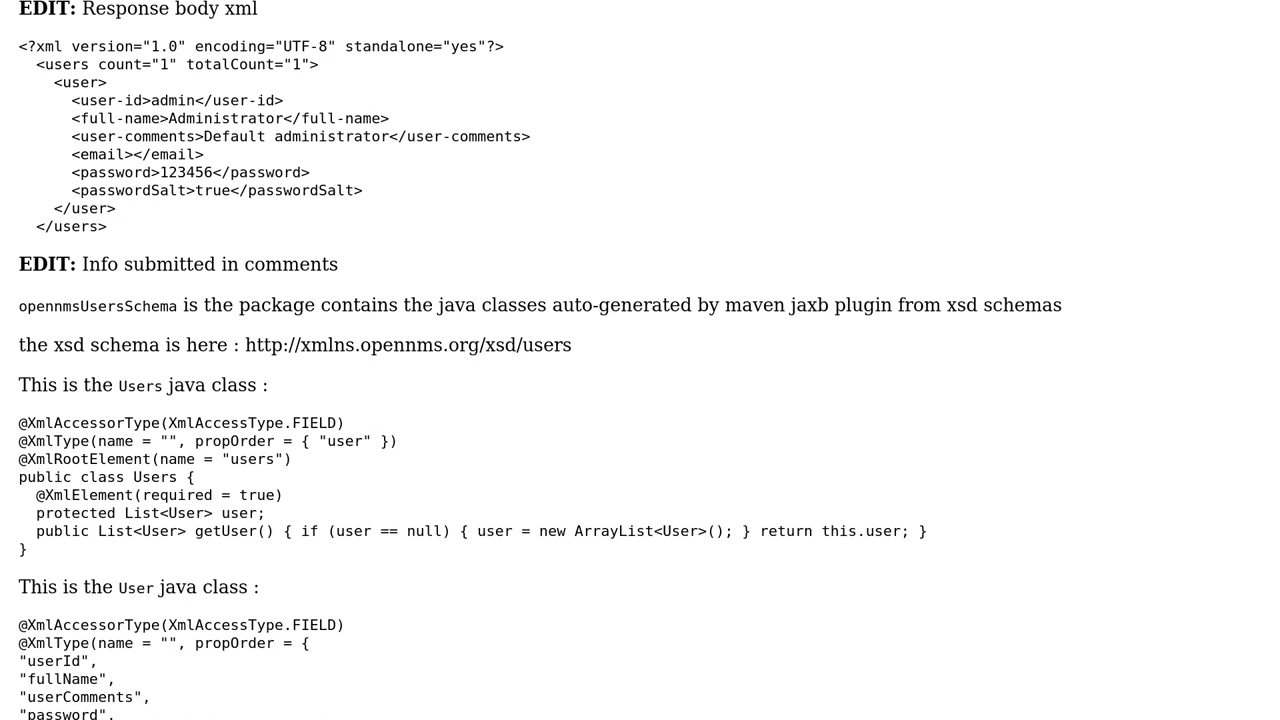 EDIT: Response body xml
<?xml version="1.0" encoding="UTF-8" standalone="yes"?>
  <users count="1" totalCount="1">
    <user>
      <user-id>admin</user-id>
      <full-name>Administrator</full-name>
      <user-comments>Default administrator</user-comments>
      <email></email>
      <password>123456</password>
      <passwordSalt>true</passwordSalt>
    </user>
  </users>
EDIT: Info submitted in comments
opennmsUsersSchema is the package contains the java classes auto-generated by maven jaxb plugin from xsd schemas
the xsd schema is here : http://xmlns.opennms.org/xsd/users
This is the Users java class :
@XmlAccessorType(XmlAccessType.FIELD)
@XmlType(name = "", propOrder = { "user" })
@XmlRootElement(name = "users")
public class Users {
  @XmlElement(required = true)
  protected List<User> user;
  public List<User> getUser() { if (user == null) { user = new ArrayList<User>(); } return this.user; }
}
This is the User java class :
@XmlAccessorType(XmlAccessType.FIELD)
@XmlType(name = "", propOrder = {
"userId",
"fullName",
"userComments",
"password",